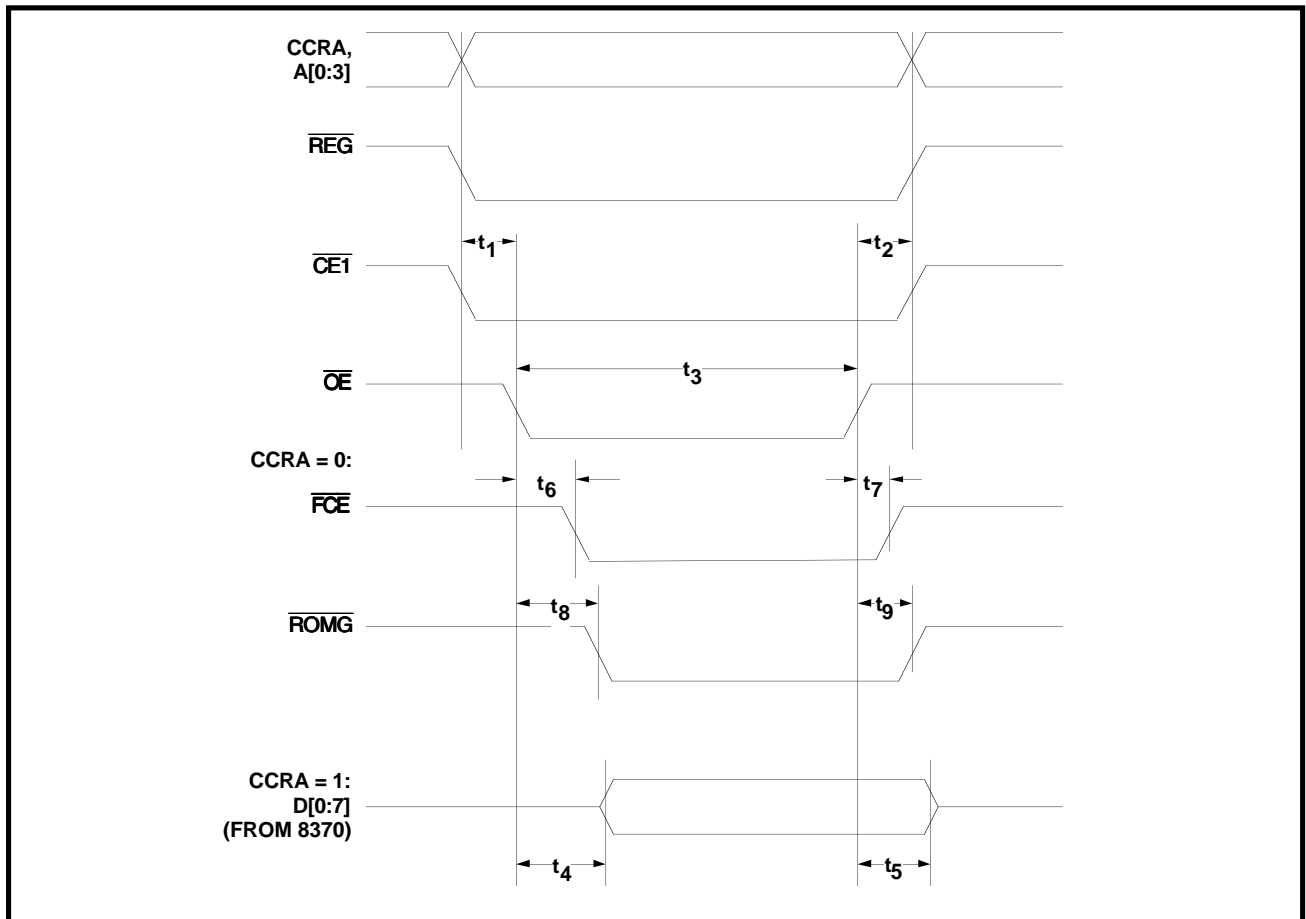 CCRA,
A[0:3]
REG
t1
t2
CE1
t3
OE
CCRA = 0:
t6
t7
FCE
t8
t9
ROMG
CCRA = 1:
D[0:7]
(FROM 8370)
t4
t5